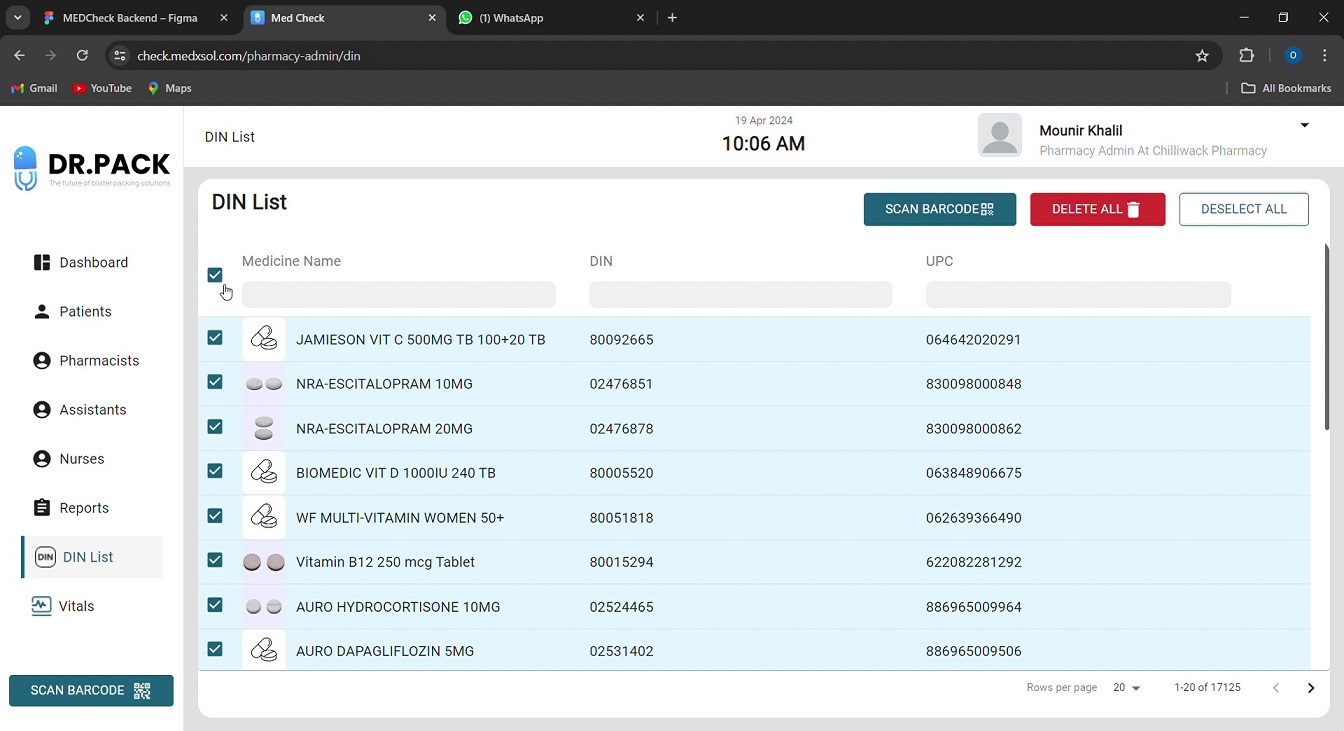 MEDCheck Backend – Figma
Med Check
(1) WhatsApp
check.medxsol.com/pharmacy-admin/din
O
Gmail
YouTube
Maps
All Bookmarks
DR.PACK
The future of blister packing solutions
DIN List
19 Apr 2024
10:06 AM
Mounir Khalil
Pharmacy Admin At Chilliwack Pharmacy
Dashboard
Patients
Pharmacists
Assistants
Nurses
Reports
DIN DIN List
Vitals
SCAN BARCODE
DIN List
SCAN BARCODE
DELETE ALL
DESELECT ALL
Medicine Name DIN UPC
JAMIESON VIT C 500MG TB 100+20 TB 80092665 064642020291
NRA-ESCITALOPRAM 10MG 02476851 830098000848
NRA-ESCITALOPRAM 20MG 02476878 830098000862
BIOMEDIC VIT D 1000IU 240 TB 80005520 063848906675
WF MULTI-VITAMIN WOMEN 50+ 80051818 062639366490
Vitamin B12 250 mcg Tablet 80015294 622082281292
AURO HYDROCORTISONE 10MG 02524465 886965009964
AURO DAPAGLIFLOZIN 5MG 02531402 886965009506
Rows per page 20 1-20 of 17125